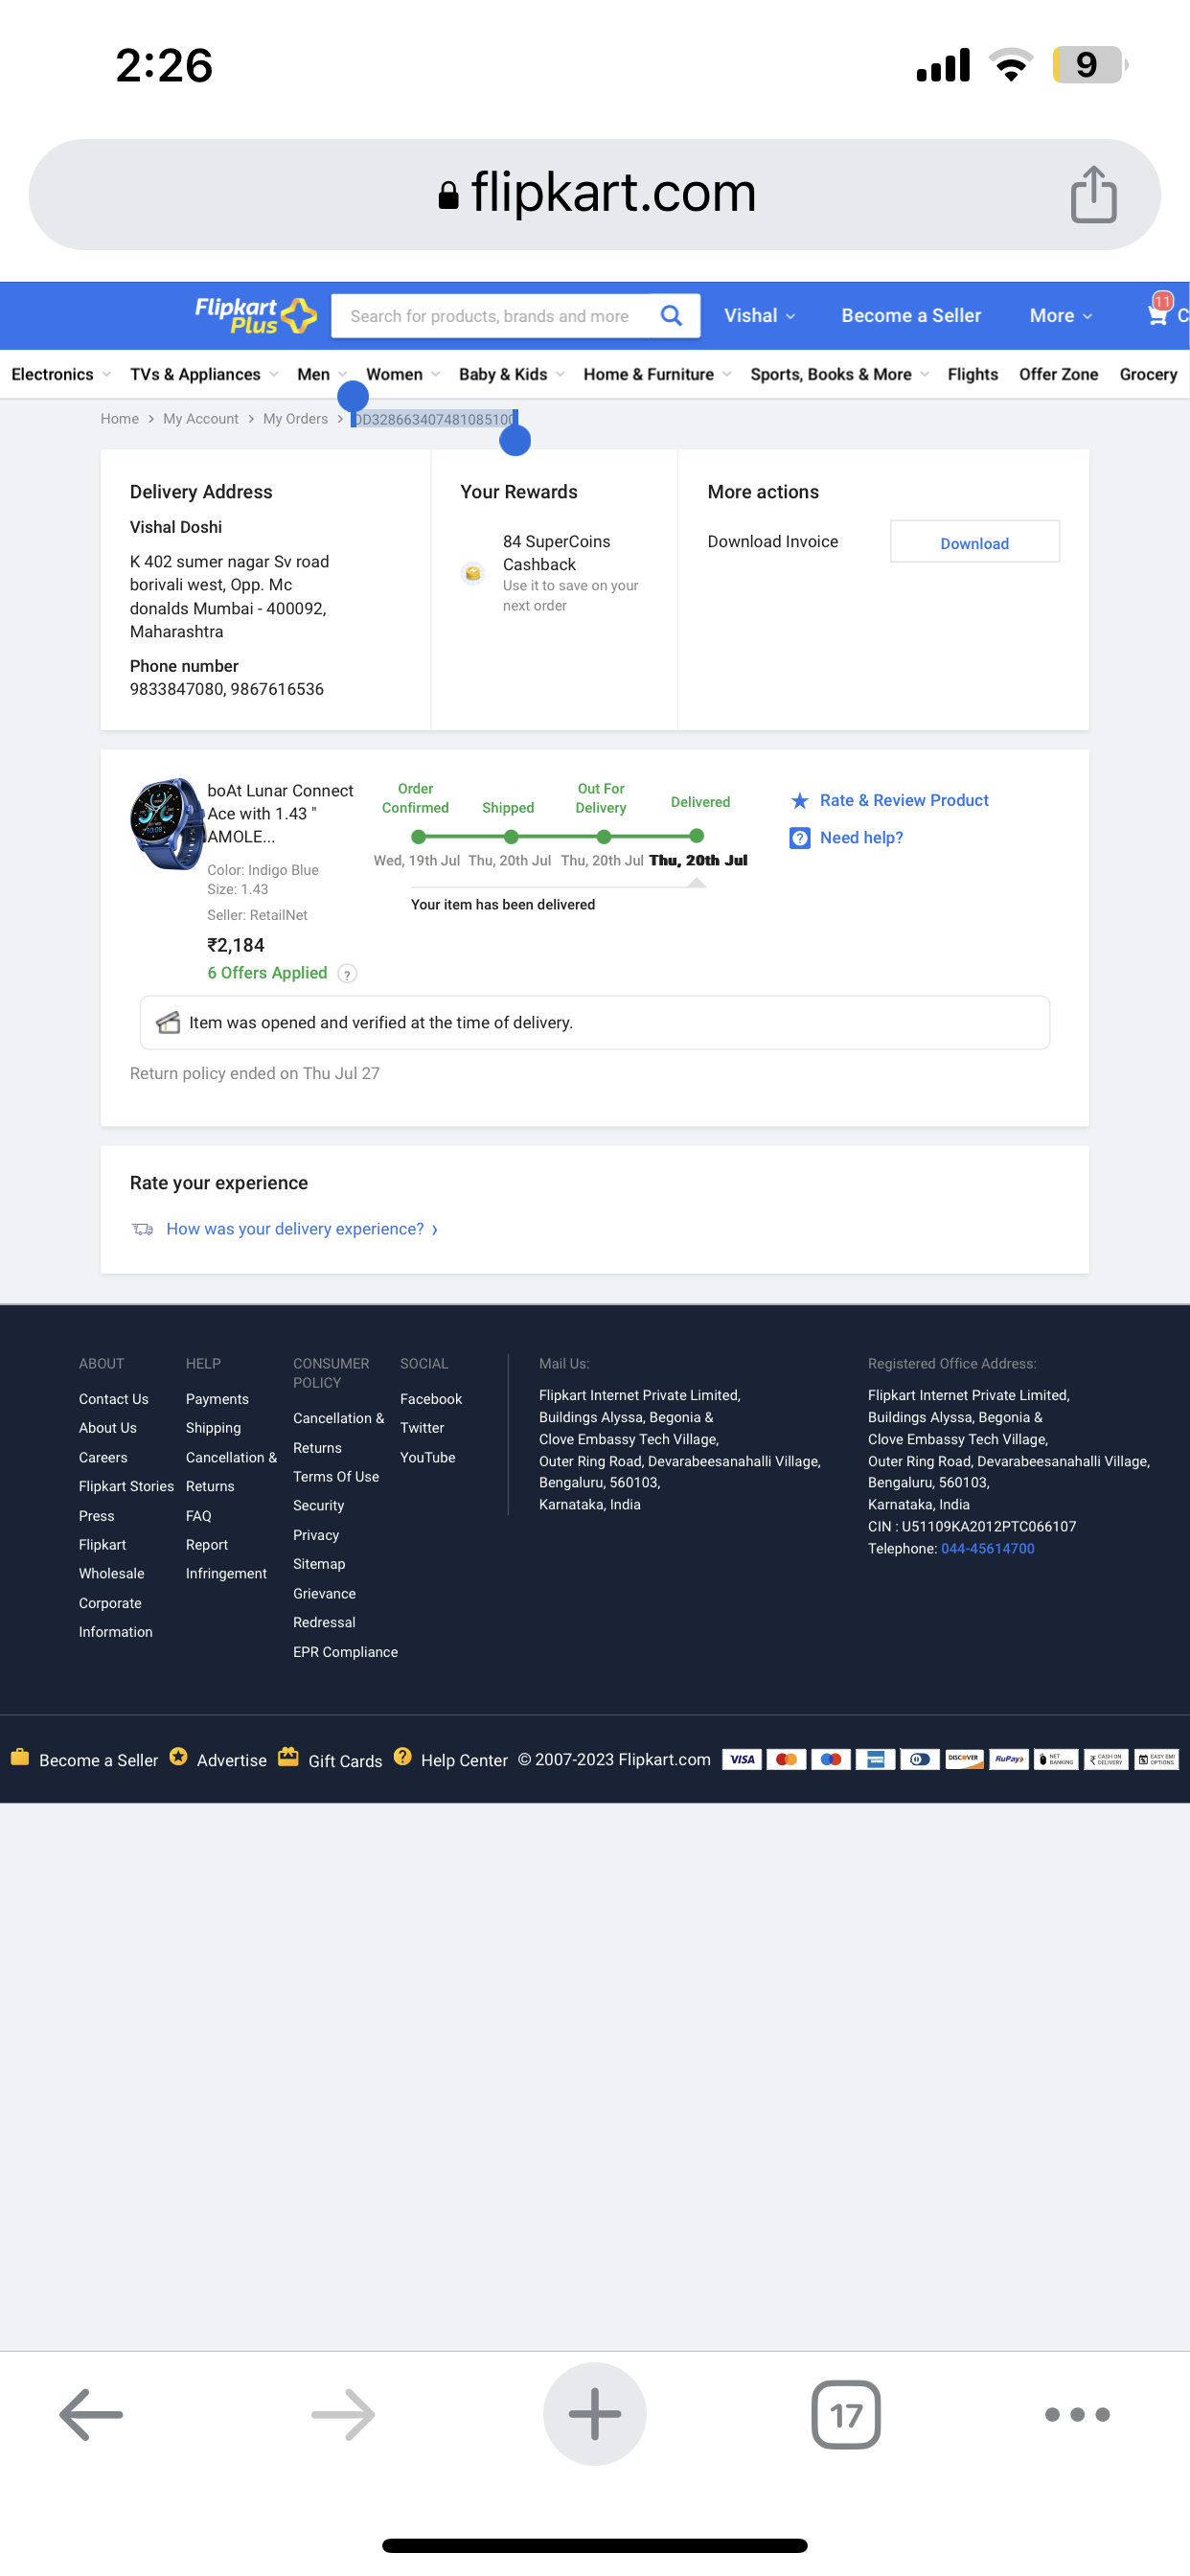 2:26
9
flipkart.com
Flipkart
Plus
Search for products, brands and more
Vishal
Become a Seller
More
11
C
Electronics
TVs & Appliances
Men
Women
Baby & Kids
Home & Furniture
Sports, Books & More
Flights
Offer Zone
Grocery
Home > My Account > My Orders > OD328663407481085100
Delivery Address
Vishal Doshi
K 402 sumer nagar Sv road
borivali west, Opp. Mc
donalds Mumbai - 400092,
Maharashtra
Phone number
9833847080, 9867616536
Your Rewards
84 SuperCoins
Cashback
Use it to save on your
next order
More actions
Download Invoice
Download
boAt Lunar Connect
Ace with 1.43 "
AMOLE...
Color: Indigo Blue
Size: 1.43
Seller: RetailNet
₹2,184
6 Offers Applied ?
Order
Confirmed
Shipped
Out For
Delivery
Delivered
Wed, 19th Jul
Thu, 20th Jul
Thu, 20th Jul
Thu, 20th Jul
Your item has been delivered
Rate & Review Product
Need help?
Item was opened and verified at the time of delivery.
Return policy ended on Thu Jul 27
Rate your experience
How was your delivery experience? >
ABOUT
Contact Us
About Us
Careers
Flipkart Stories
Press
Flipkart
Wholesale
Corporate
Information
HELP
Payments
Shipping
Cancellation &
Returns
FAQ
Report
Infringement
CONSUMER
POLICY
Cancellation &
Returns
Terms Of Use
Security
Privacy
Sitemap
Grievance
Redressal
EPR Compliance
SOCIAL
Facebook
Twitter
YouTube
Mail Us:
Flipkart Internet Private Limited,
Buildings Alyssa, Begonia &
Clove Embassy Tech Village,
Outer Ring Road, Devarabeesanahalli Village,
Bengaluru, 560103,
Karnataka, India
Registered Office Address:
Flipkart Internet Private Limited,
Buildings Alyssa, Begonia &
Clove Embassy Tech Village,
Outer Ring Road, Devarabeesanahalli Village,
Bengaluru, 560103,
Karnataka, India
CIN : U51109KA2012PTC066107
Telephone: 044-45614700
Become a Seller
Advertise
Gift Cards
Help Center
© 2007-2023 Flipkart.com
VISA
DISCOVER
RuPay
NET BANKING
CASH ON DELIVERY
EASY EMI OPTIONS
17